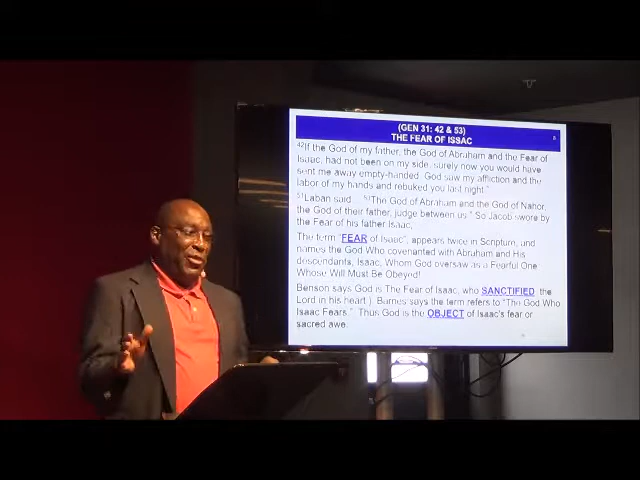 (GEN 31: 42 & 53)
THE FEAR OF ISSAC
8
42If the God of my father, the God of Abraham and the Fear of
Isaac, had not been on my side, surely now you would have
sent me away empty-handed. God saw my affliction and the
labor of my hands and rebuked you last night."
51Laban said... 53The God of Abraham and the God of Nahor,
the God of their father, judge between us." So Jacob swore by
the Fear of his father Isaac,
The term "FEAR of Isaac", appears twice in Scripture, and
names the God Who covenanted with Abraham and His
descendants, Isaac, Whom God oversaw as a Fearful One
Whose Will Must Be Obeyed!
Benson says God is The Fear of Isaac, who SANCTIFIED the
Lord in his heart ). Barnes says the term refers to "The God Who
Isaac Fears." Thus God is the OBJECT of Isaac's fear or
sacred awe.